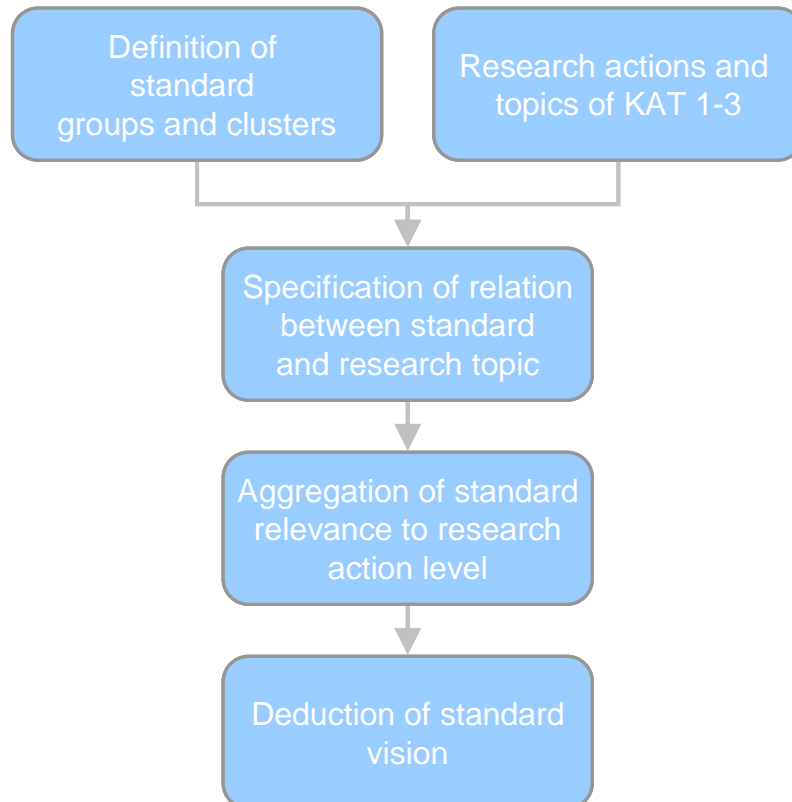 Definition of
standard
groups and clusters
Research actions and
topics of KAT 1-3
Specification of relation
between standard
and research topic
Aggregation of standard
relevance to research
action level
Deduction of standard
vision